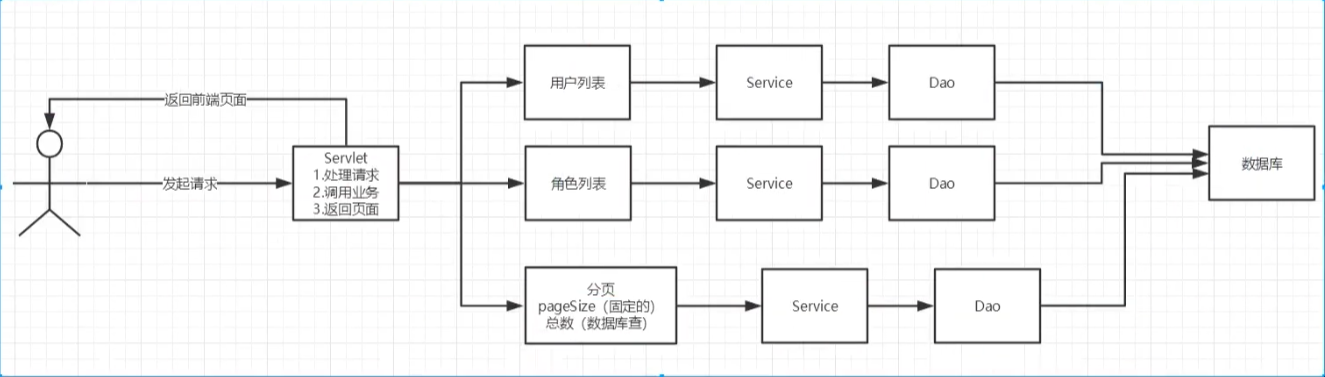 返回前端页面
发起请求
Servlet
1.处理请求
2.调用业务
3.返回页面
用户列表
Service
Dao
角色列表
Service
Dao
分页
pageSize（固定的）
总数（数据库查）
Service
Dao
数据库